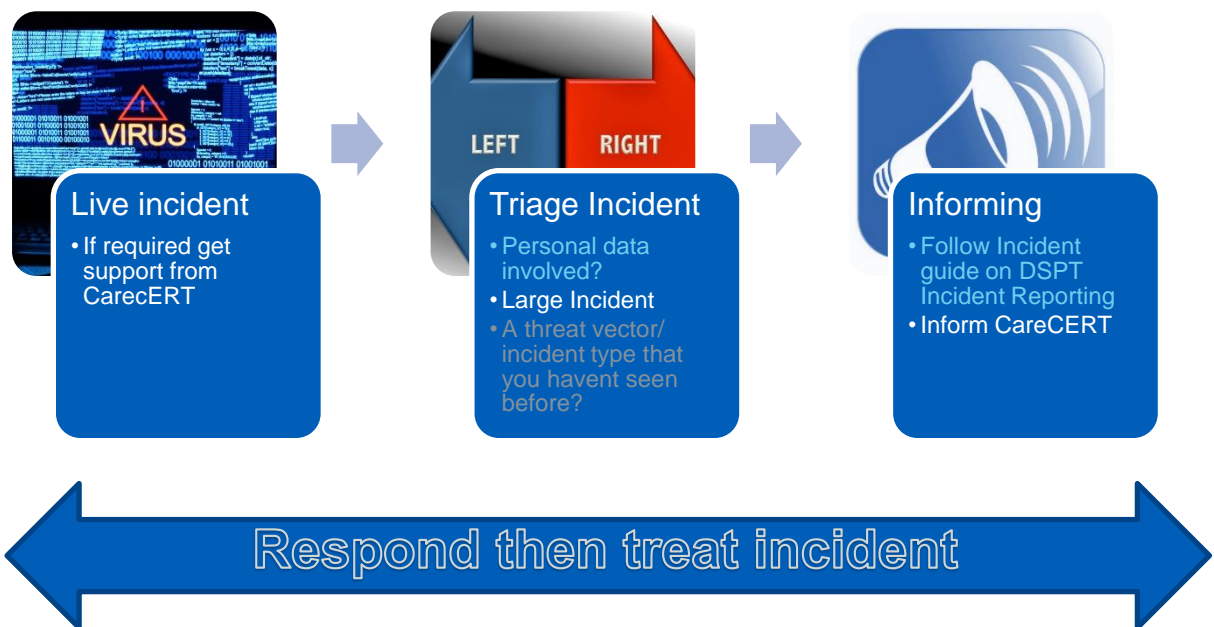 VIRUS
LEFT
RIGHT
Live incident
• If required get
support from
CarecERT
Triage Incident
• Personal data
involved?
• Large Incident
• A threat vector/
incident type that
you havent seen
before?
Informing
• Follow Incident
guide on DSPT
Incident Reporting
• Inform CareCERT
Respond then treat incident